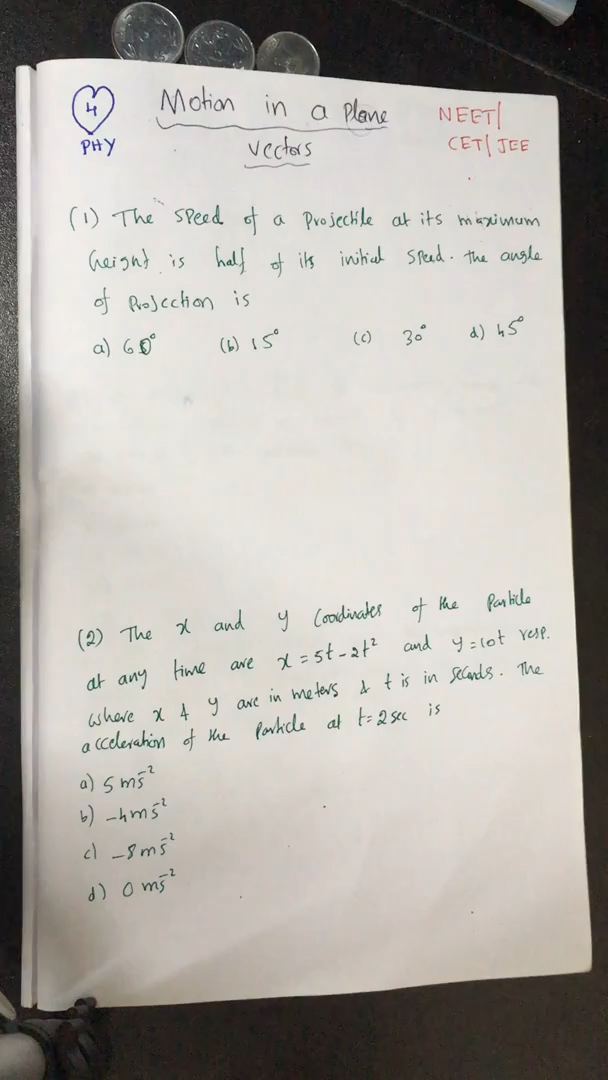 4
PHY
Motion in a Plane
Vectors
NEET/
CET/JEE
(1) The speed of a Projectile at its maximum
height is half of its initial speed. The angle
of Projection is
a) 60° (b) 15° (c) 30° d) 45°
(2) The x and y Coordinates of the Particle
at any time are x = 5t - 2t² and y = 10t resp.
where x & y are in meters & t is in seconds. The
acceleration of the Particle at t = 2 sec is
a) 5 ms⁻²
b) -4 ms⁻²
c) -8 ms⁻²
d) 0 ms⁻²